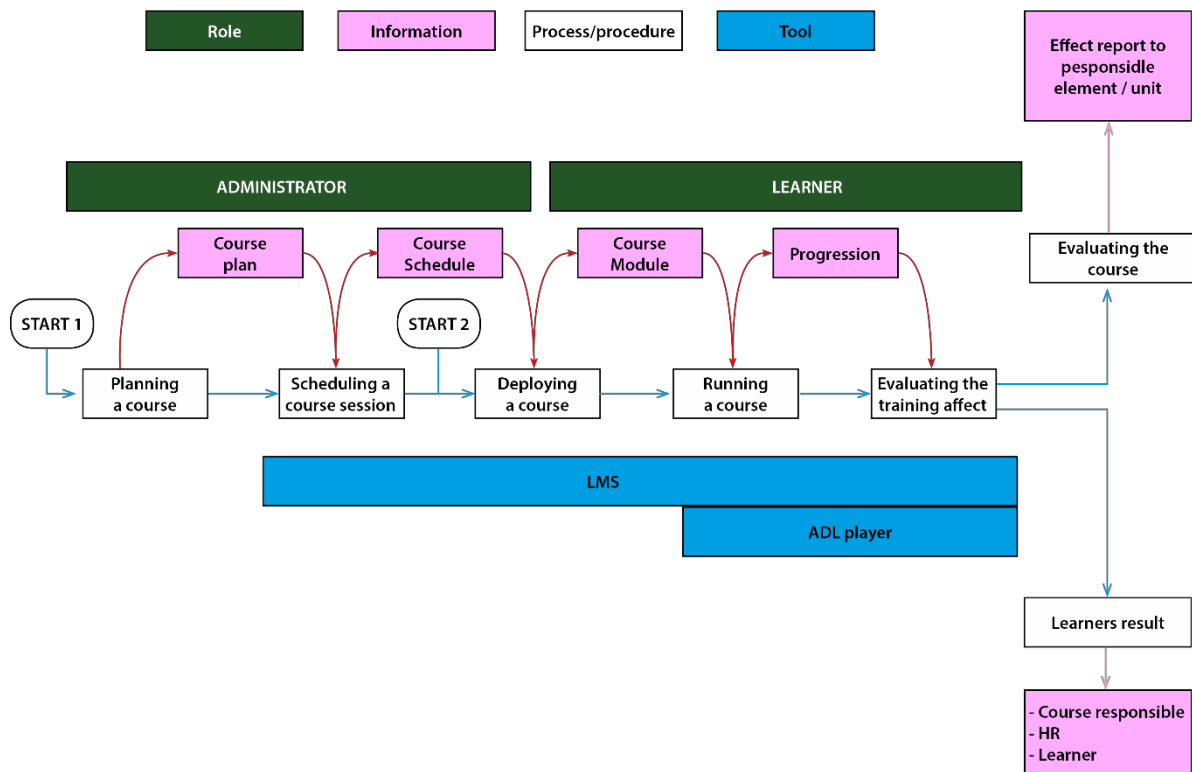 Role
Information
Process/procedure
Tool
Effect report to
pesponsidle
element / unit
ADMINISTRATOR
LEARNER
Course
plan
Course
Schedule
Course
Module
Progression
Evaluating the
course
START 1
START 2
Planning
a course
Scheduling a
course session
Deploying
a course
Running
a course
Evaluating the
training affect
LMS
ADL player
Learners result
- Course responsible
- HR
- Learner